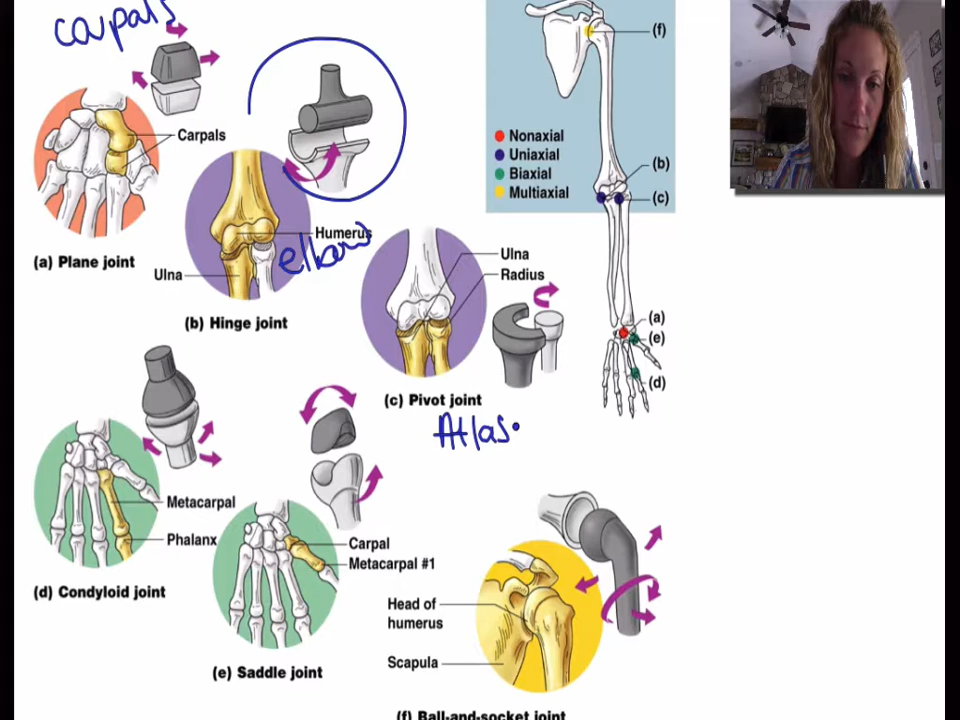 carpals
Carpals
(a) Plane joint
Humerus
elbow
Ulna
(b) Hinge joint
Ulna
Radius
(c) Pivot joint
Atlas
Nonaxial
Uniaxial
Biaxial
Multiaxial
(f)
(b)
(c)
(a)
(e)
(d)
Metacarpal
Phalanx
(d) Condyloid joint
Carpal
Metacarpal #1
(e) Saddle joint
Head of
humerus
Scapula
(f) Ball-and-socket joint